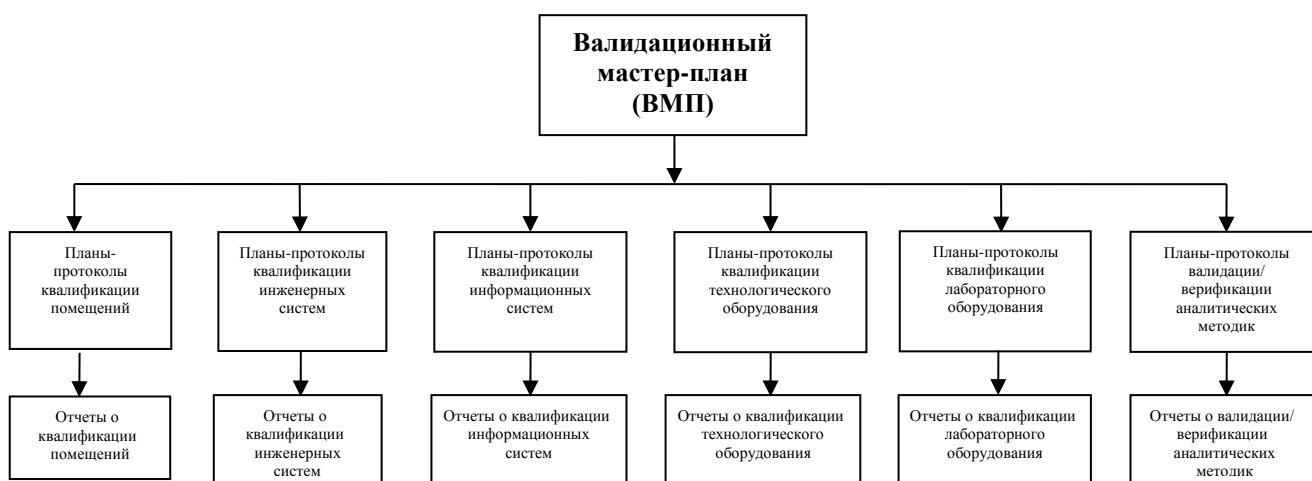 Валидационный
мастер-план
(ВМП)
Планы-
протоколы
квалификации
помещений
Планы-протоколы
квалификации
инженерных
систем
Планы-протоколы
квалификации
информационных
систем
Планы-протоколы
квалификации
технологического
оборудования
Планы-протоколы
квалификации
лабораторного
оборудования
Планы-протоколы
валидации/
верификации
аналитических
методик
Отчеты о
квалификации
помещений
Отчеты о
квалификации
инженерных
систем
Отчеты о квалификации
информационных
систем
Отчеты о квалификации
технологического
оборудования
Отчеты о квалификации
лабораторного
оборудования
Отчеты о валидации/
верификации
аналитических
методик